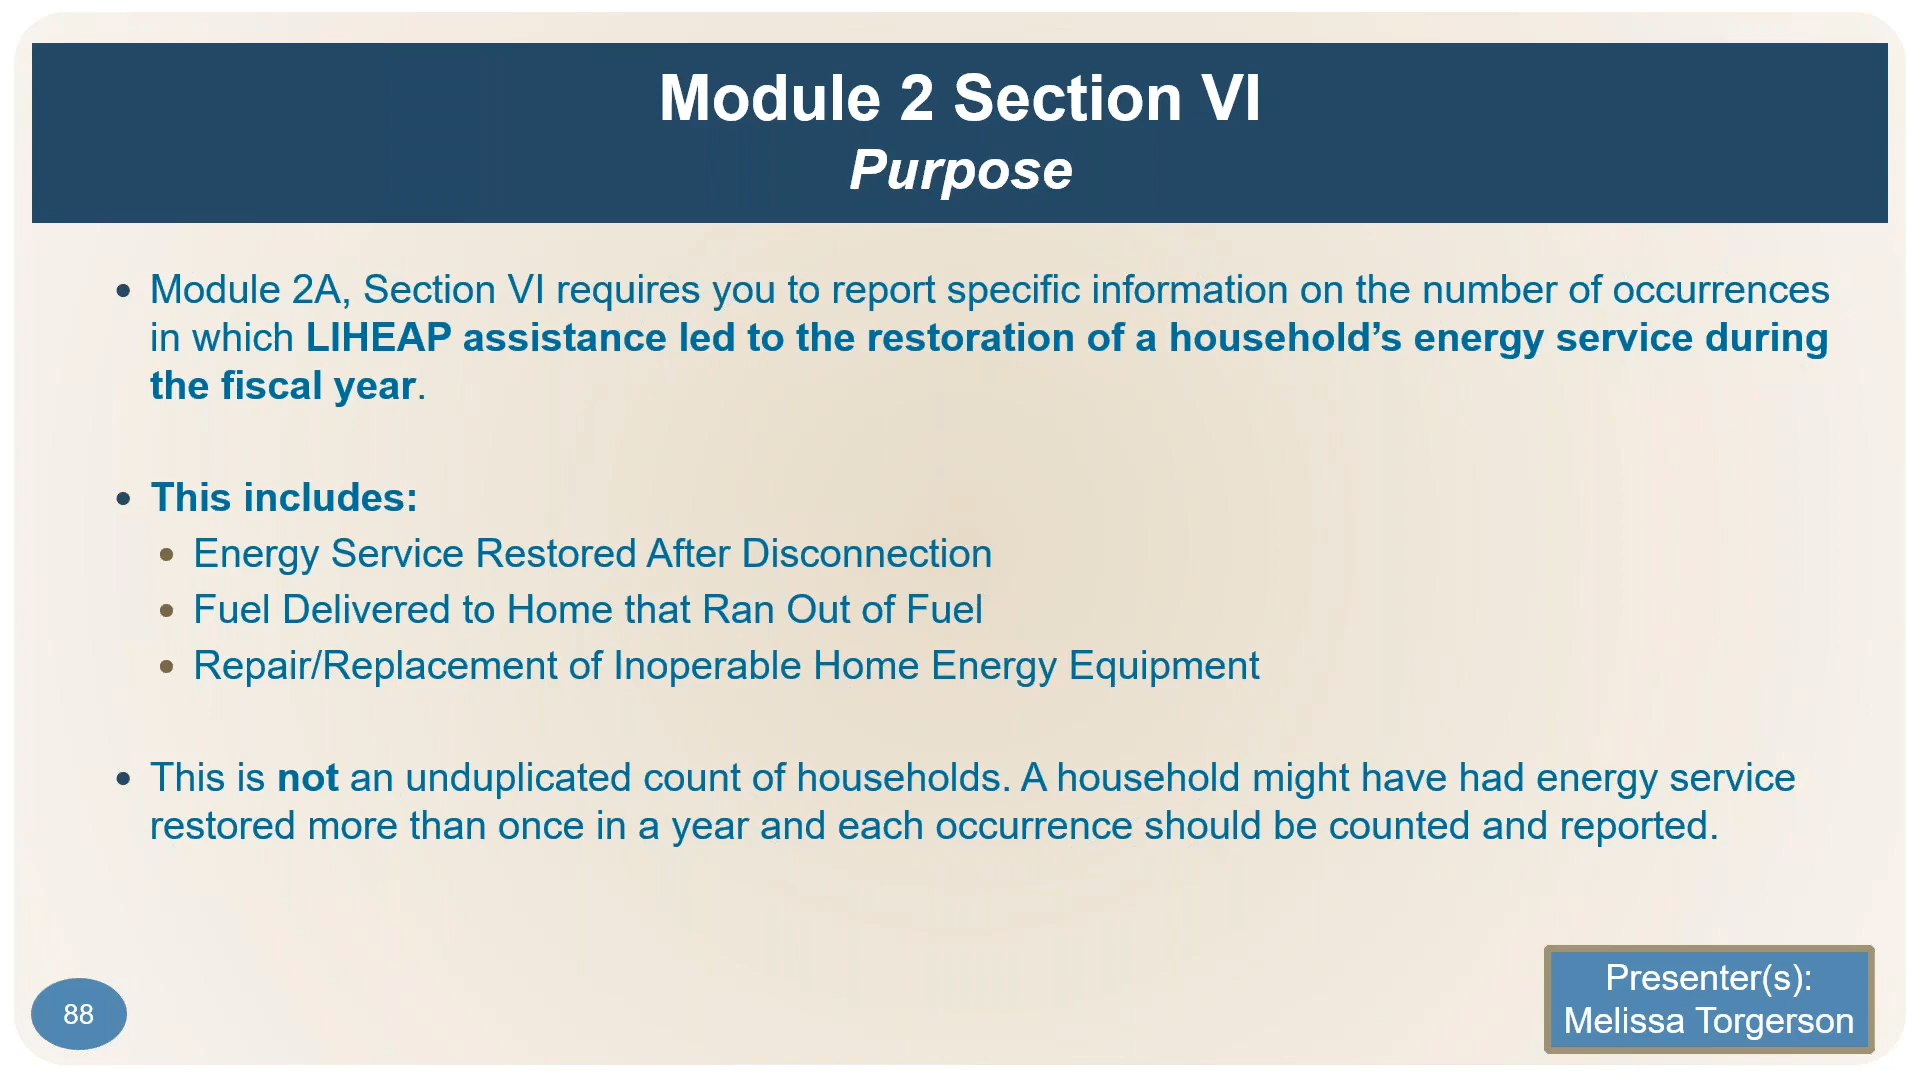 Module 2 Section VI
Purpose
• Module 2A, Section VI requires you to report specific information on the number of occurrences
in which LIHEAP assistance led to the restoration of a household’s energy service during
the fiscal year.
• This includes:
• Energy Service Restored After Disconnection
• Fuel Delivered to Home that Ran Out of Fuel
• Repair/Replacement of Inoperable Home Energy Equipment
• This is not an unduplicated count of households. A household might have had energy service
restored more than once in a year and each occurrence should be counted and reported.
88
Presenter(s):
Melissa Torgerson